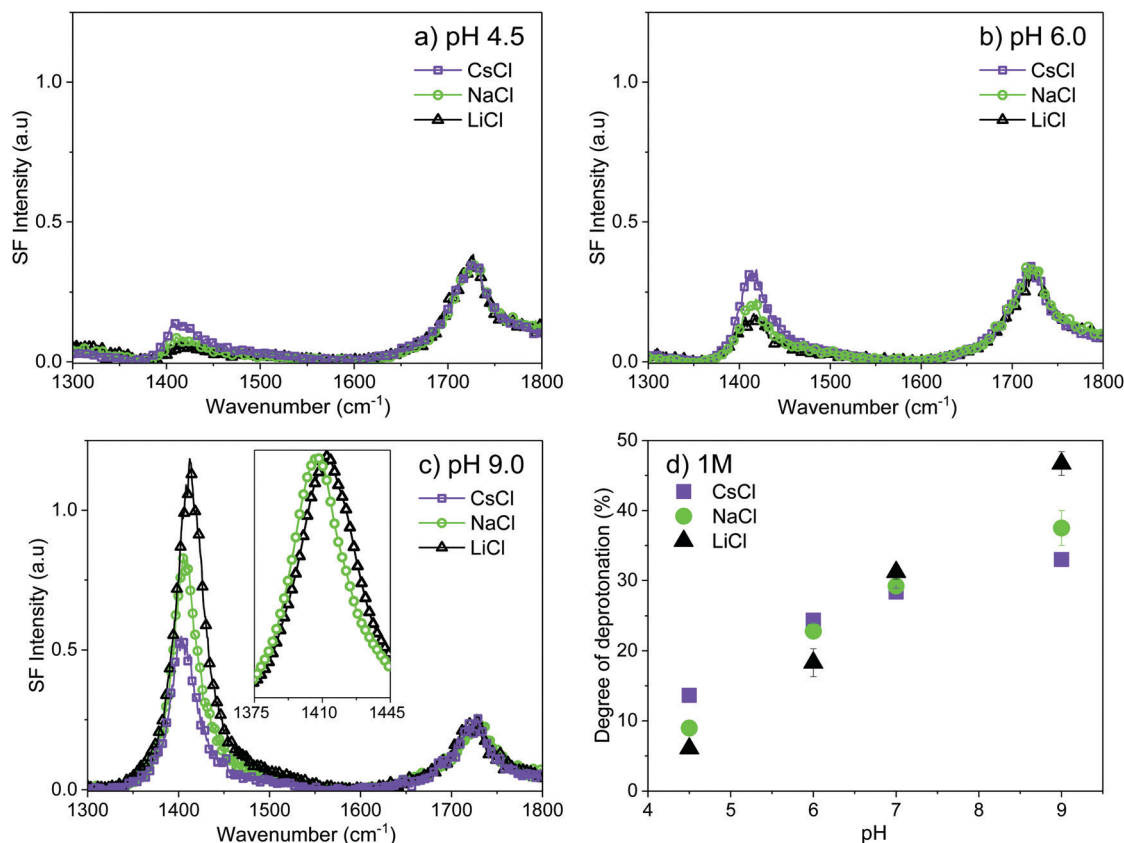 a) pH 4.5
CsCl
NaCl
LiCl
SF Intensity (a.u)
1.0
0.5
0.0
1300 1400 1500 1600 1700 1800
Wavenumber (cm⁻¹)
b) pH 6.0
CsCl
NaCl
LiCl
SF Intensity (a.u)
1.0
0.5
0.0
1300 1400 1500 1600 1700 1800
Wavenumber (cm⁻¹)
c) pH 9.0
CsCl
NaCl
LiCl
SF Intensity (a.u)
1.0
0.5
0.0
1375 1410 1445
1300 1400 1500 1600 1700 1800
Wavenumber (cm⁻¹)
d) 1M
CsCl
NaCl
LiCl
Degree of deprotonation (%)
50
40
30
20
10
0
4 5 6 7 8 9
pH